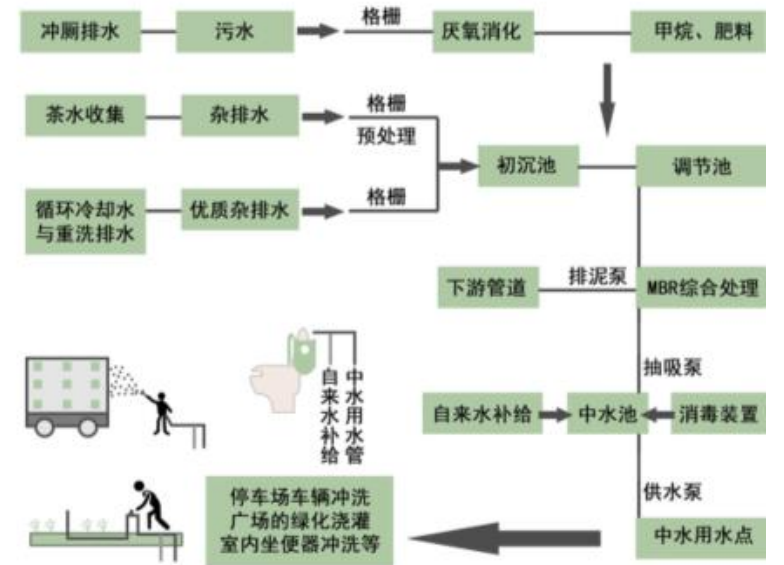 冲厕排水
污水
格栅
厌氧消化
甲烷、肥料
茶水收集
杂排水
格栅
预处理
初沉池
调节池
循环冷却水
与重洗排水
优质杂排水
格栅
下游管道
排泥泵
MBR综合处理
自来水补给
中水用水管
抽吸泵
自来水补给
中水池
消毒装置
供水泵
停车场车辆冲洗
广场的绿化浇灌
室内坐便器冲洗等
中水用水点